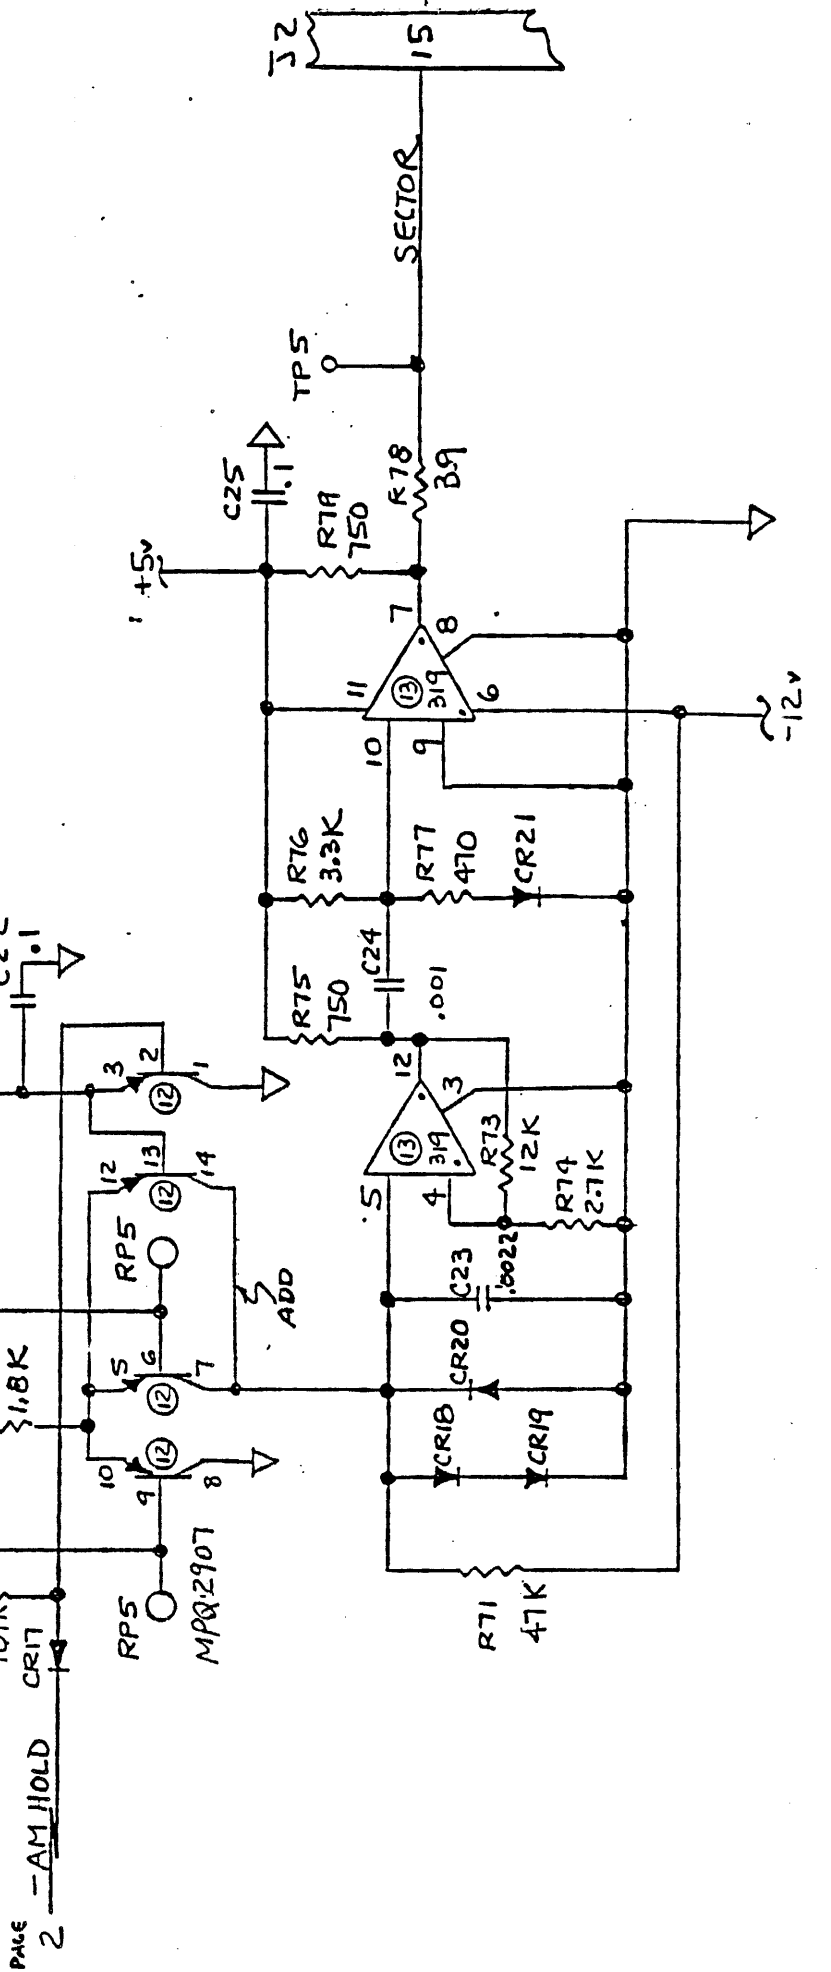 J2
15
SECTOR
TP5
C25
.1
+5v
R79
750
R78
39
7
8
11
13
319
6
10
9
-12v
R76
3.3K
R77
470
CR21
C24
.001
R75
750
.1
3
2
1
12
12
3
13
319
5
4
R73
12K
R74
2.7K
12
13
14
12
RP5
ADD
C23
.0022
CR20
5
6
7
12
1.8K
10
9
8
12
CR18
CR19
RP5
MPQ2907
R71
47K
CR17
-AM HOLD
PAGE
2